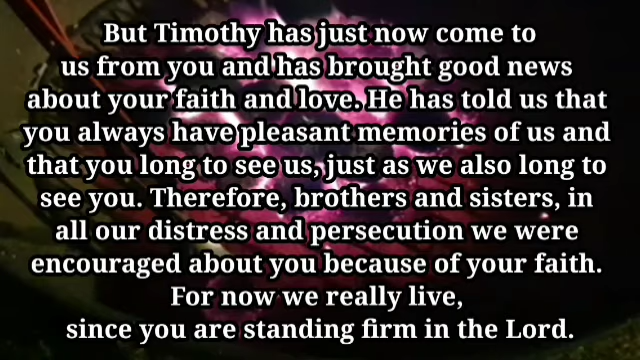 But Timothy has just now come to
us from you and has brought good news
about your faith and love. He has told us that
you always have pleasant memories of us and
that you long to see us, just as we also long to
see you. Therefore, brothers and sisters, in
all our distress and persecution we were
encouraged about you because of your faith.
For now we really live,
since you are standing firm in the Lord.